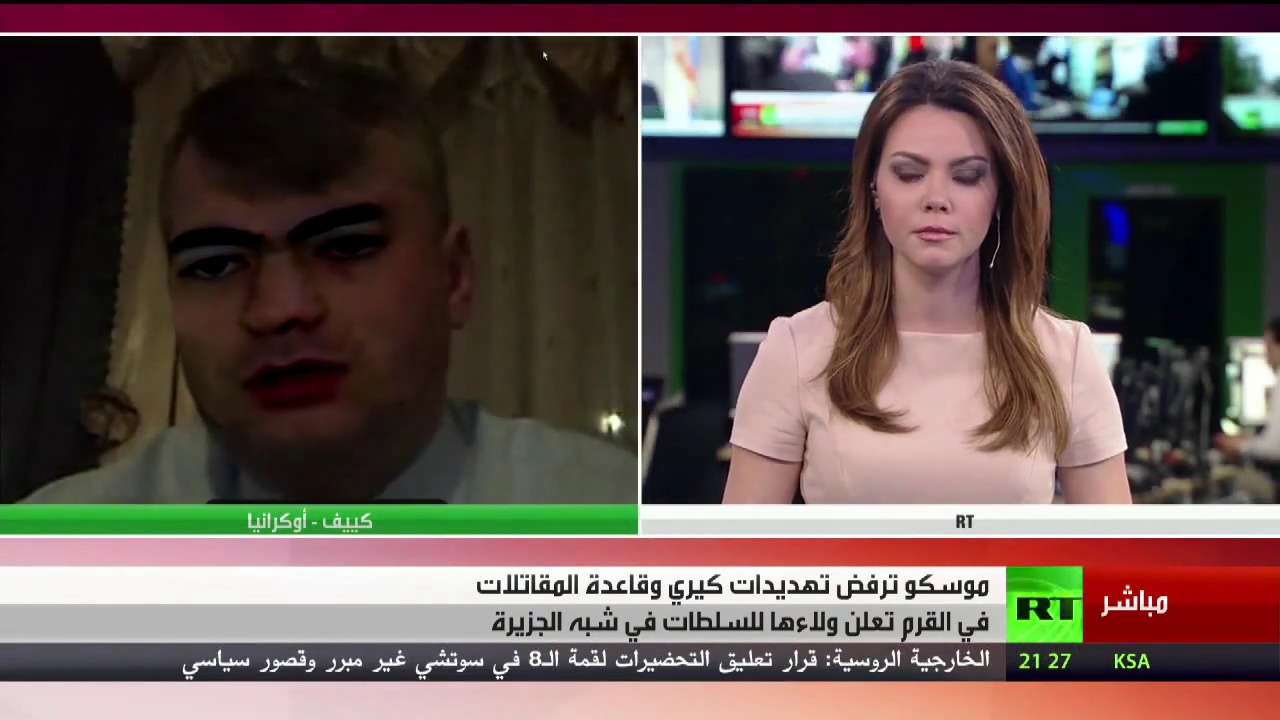 كييف - أوكرانيا
RT
موسكو ترفض تهديدات كيري وقاعدة المقاتلات
في القرم تعلن ولاءها للسلطات في شبه الجزيرة
RT
مباشر
الخارجية الروسية: قرار تعليق التحضيرات لقمة الـ8 في سوتشي غير مبرر وقصور سياسي
21 27
KSA